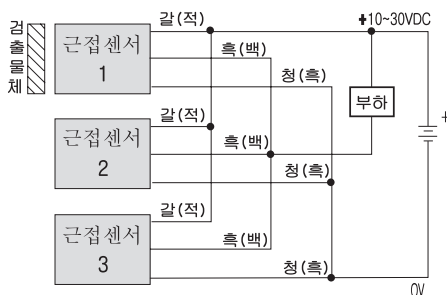 검출물체
근접센서
1
갈(적)
흑(백)
청(흑)
+10~30VDC
부하
+
근접센서
2
갈(적)
흑(백)
청(흑)
근접센서
3
갈(적)
흑(백)
청(흑)
0V